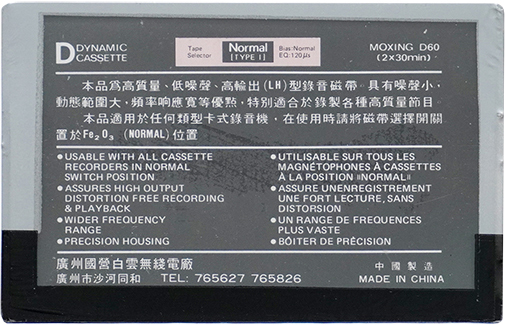 D DYNAMIC CASSETTE
Tape Selector
Normal [TYPE I]
Bias: Normal
EQ: 120μs
MOXING D60
(2×30min)
本品爲高質量、低噪聲、高輸出(LH)型錄音磁帶。具有噪聲小，
動態範圍大，頻率响應寬等優點，特別適合於錄製各種高質量節目。
本品適用於任何類型卡式錄音機，在使用時請將磁帶選擇開關
置於Fe₂O₃ (NORMAL)位置
●USABLE WITH ALL CASSETTE
RECORDERS IN NORMAL
SWITCH POSITION
●ASSURES HIGH OUTPUT
DISTORTION FREE RECORDING
& PLAYBACK
●WIDER FREQUENCY
RANGE
●PRECISION HOUSING
●UTILISABLE SUR TOUS LES
MAGNÉTOPHONES À CASSETTES
À LA POSITION «NORMAL»
●ASSURE UNENREGISTREMENT
UNE FORT LECTURE, SANS
DISTORSION
●UN RANGE DE FREQUENCES
PLUS VASTE
●BÔITER DE PRÉCISION
廣州國營白雲無綫電廠
廣州市沙河同和 TEL: 765627 765826
中國製造
MADE IN CHINA